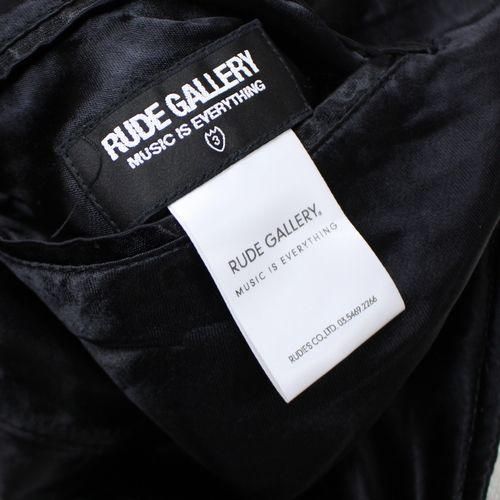 RUDE GALLERY
MUSIC IS EVERYTHING
3
RUDE GALLERY®
MUSIC IS EVERYTHING
RUDIES CO.,LTD. 03.5469.2266